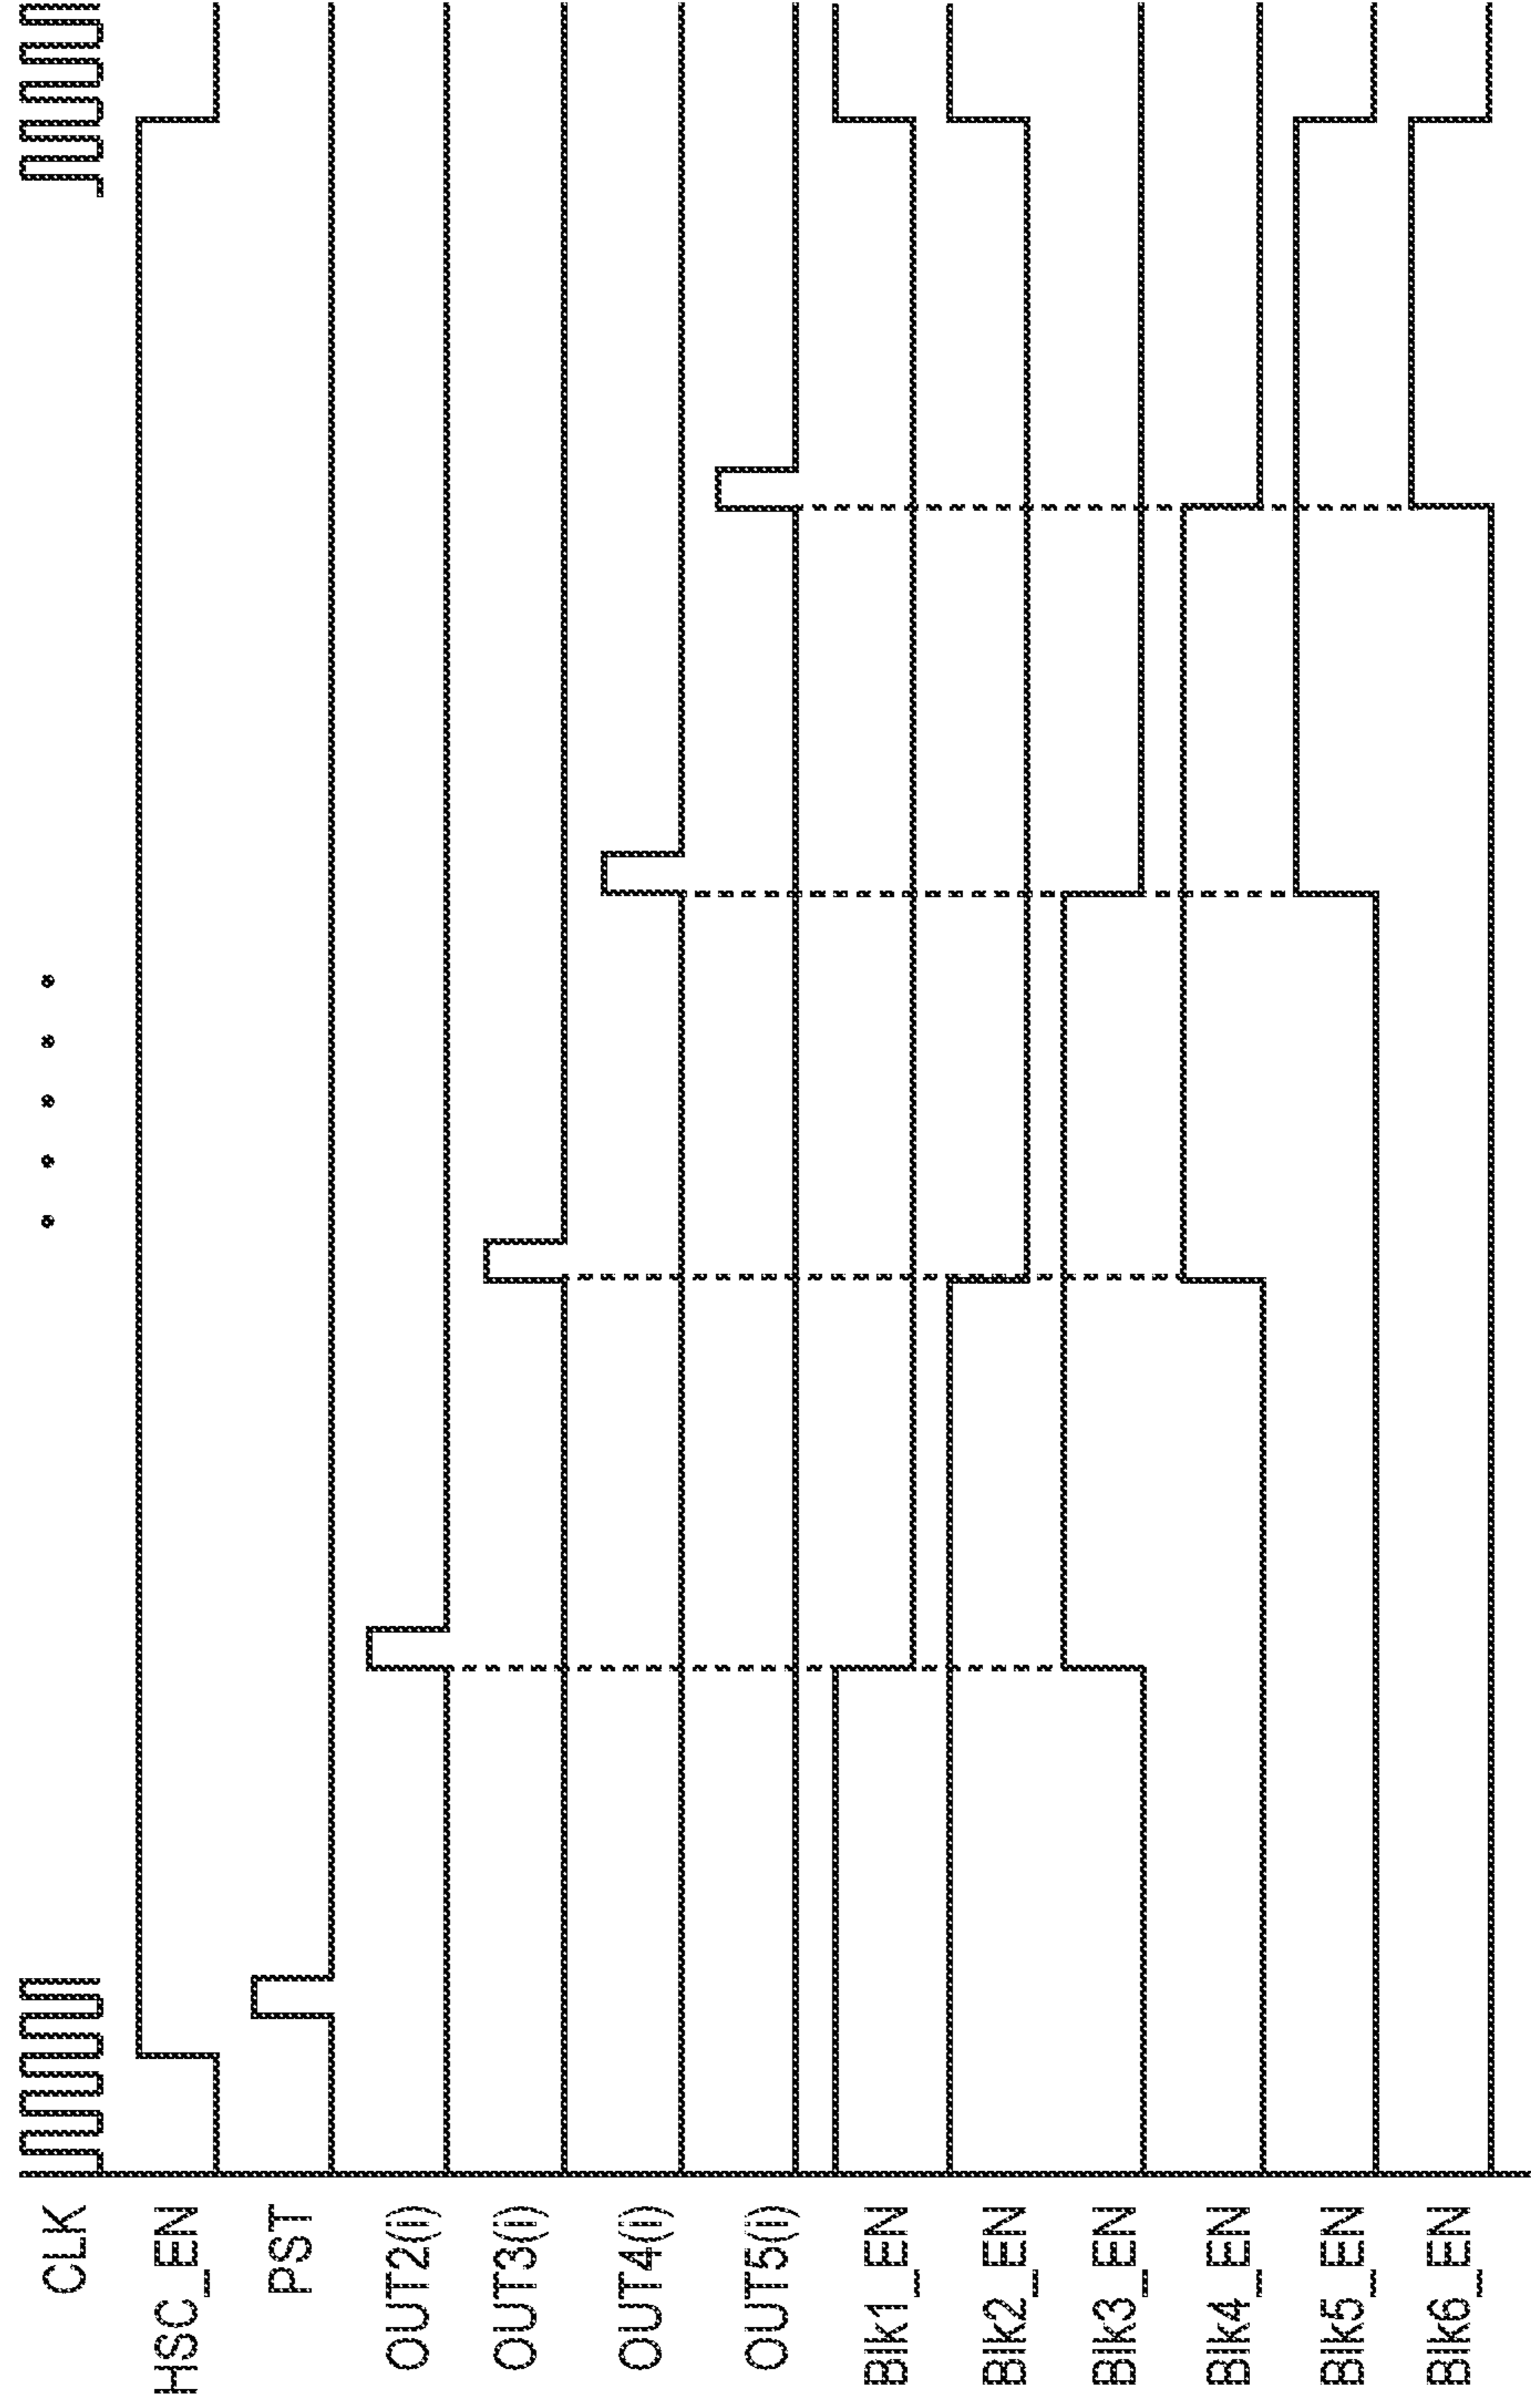 CLK
HSC_EN
PST
OUT2(i)
OUT3(i)
OUT4(i)
OUT5(i)
Blk1_EN
Blk2_EN
Blk3_EN
Blk4_EN
Blk5_EN
Blk6_EN